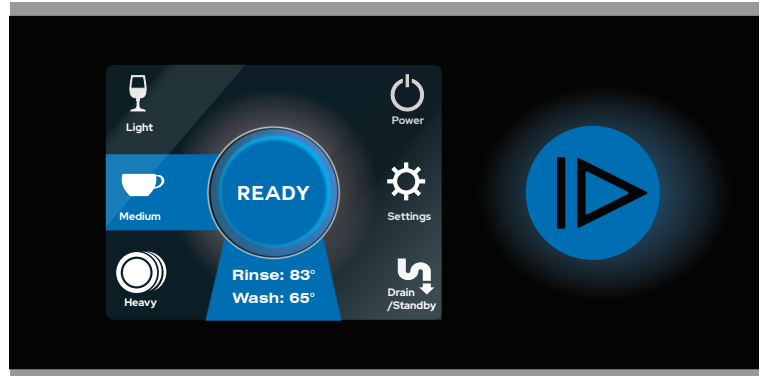 Light
Power
READY
Medium
Settings
Rinse: 83°
Wash: 65°
Heavy
Drain
/Standby